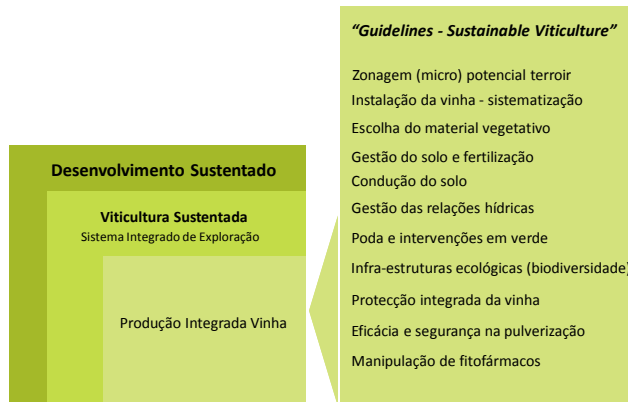 Desenvolvimento Sustentado
Viticultura Sustentada
Sistema Integrado de Exploração
Produção Integrada Vinha
“Guidelines - Sustainable Viticulture”
Zonagem (micro) potencial terroir
Instalação da vinha - sistematização
Escolha do material vegetativo
Gestão do solo e fertilização
Condução do solo
Gestão das relações hídricas
Poda e intervenções em verde
Infra-estruturas ecológicas (biodiversidade)
Protecção integrada da vinha
Eficácia e segurança na pulverização
Manipulação de fitofármacos